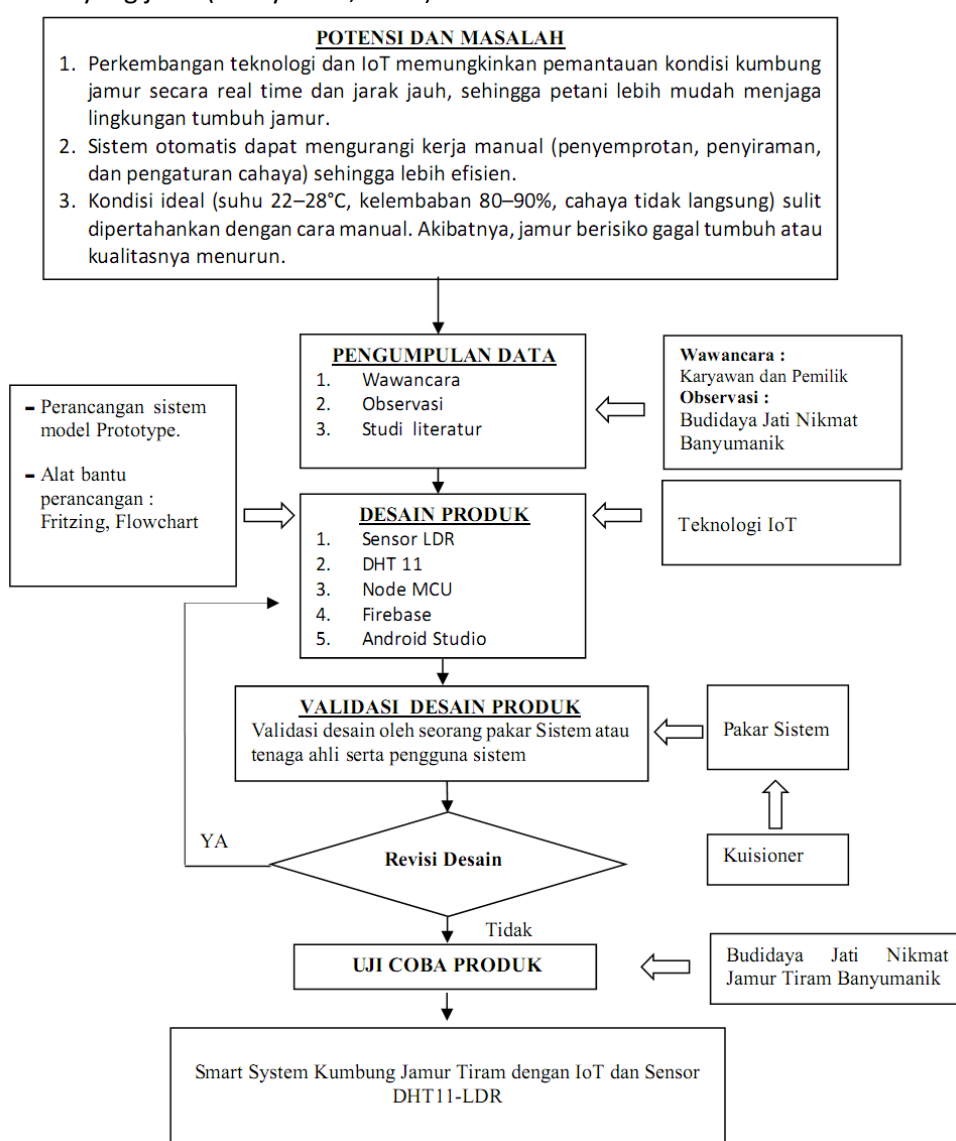 POTENSI DAN MASALAH
1. Perkembangan teknologi dan IoT memungkinkan pemantauan kondisi kumbung
jamur secara real time dan jarak jauh, sehingga petani lebih mudah menjaga
lingkungan tumbuh jamur.
2. Sistem otomatis dapat mengurangi kerja manual (penyemprotan, penyiraman,
dan pengaturan cahaya) sehingga lebih efisien.
3. Kondisi ideal (suhu 22–28°C, kelembaban 80–90%, cahaya tidak langsung) sulit
dipertahankan dengan cara manual. Akibatnya, jamur berisiko gagal tumbuh atau
kualitasnya menurun.
PENGUMPULAN DATA
1. Wawancara
2. Observasi
3. Studi literatur
Wawancara :
Karyawan dan Pemilik
Observasi :
Budidaya Jati Nikmat
Banyumanik
- Perancangan sistem
model Prototype.
- Alat bantu
perancangan :
Fritzing, Flowchart
DESAIN PRODUK
1. Sensor LDR
2. DHT 11
3. Node MCU
4. Firebase
5. Android Studio
Teknologi IoT
VALIDASI DESAIN PRODUK
Validasi desain oleh seorang pakar Sistem atau
tenaga ahli serta pengguna sistem
Pakar Sistem
YA
Revisi Desain
Kuisioner
Tidak
UJI COBA PRODUK
Budidaya Jati Nikmat
Jamur Tiram Banyumanik
Smart System Kumbung Jamur Tiram dengan IoT dan Sensor
DHT11-LDR